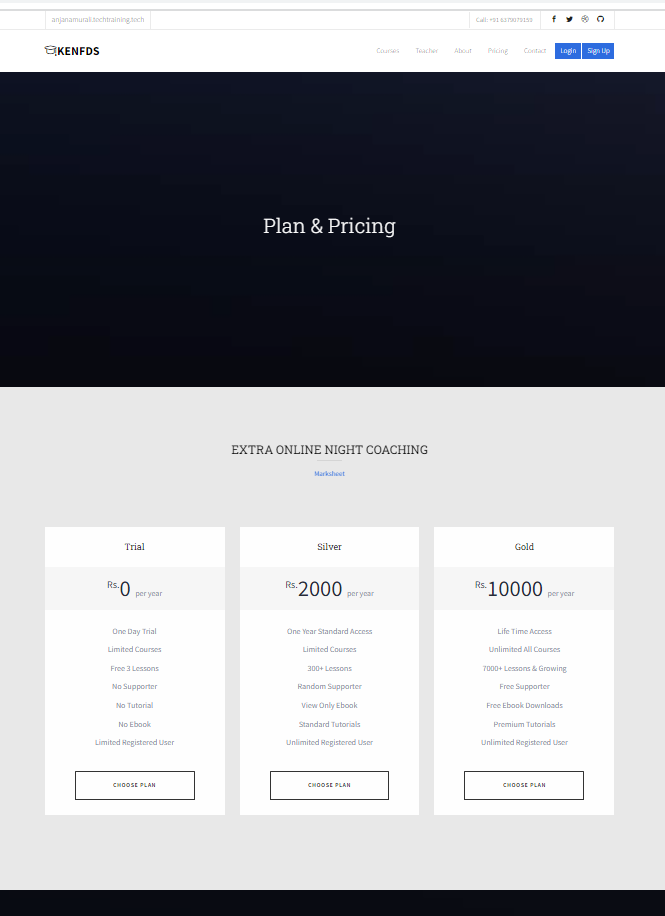 anjanamurali.techtraining.tech
Call: +91 6379079153
KENFDS
Courses Teacher About Pricing Contact Login Sign Up
Plan & Pricing
EXTRA ONLINE NIGHT COACHING
Marksheet
Trial
Rs.0 per year
One Day Trial
Limited Courses
Free 3 Lessons
No Supporter
No Tutorial
No Ebook
Limited Registered User
CHOOSE PLAN
Silver
Rs.2000 per year
One Year Standard Access
Limited Courses
300+ Lessons
Random Supporter
View Only Ebook
Standard Tutorials
Unlimited Registered User
CHOOSE PLAN
Gold
Rs.10000 per year
Life Time Access
Unlimited All Courses
7000+ Lessons & Growing
Free Supporter
Free Ebook Downloads
Premium Tutorials
Unlimited Registered User
CHOOSE PLAN